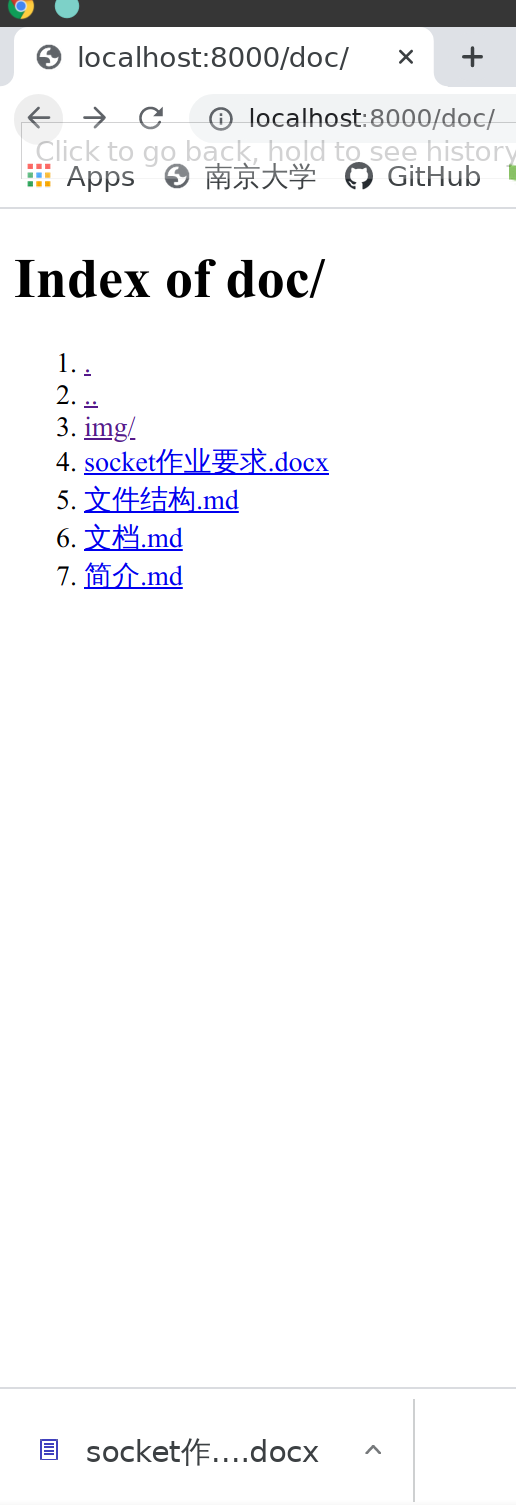 localhost:8000/doc/
localhost:8000/doc/
Click to go back, hold to see history
Apps 南京大学 GitHub
Index of doc/
1. .
2. ..
3. img/
4. socket作业要求.docx
5. 文件结构.md
6. 文档.md
7. 简介.md
socket作....docx